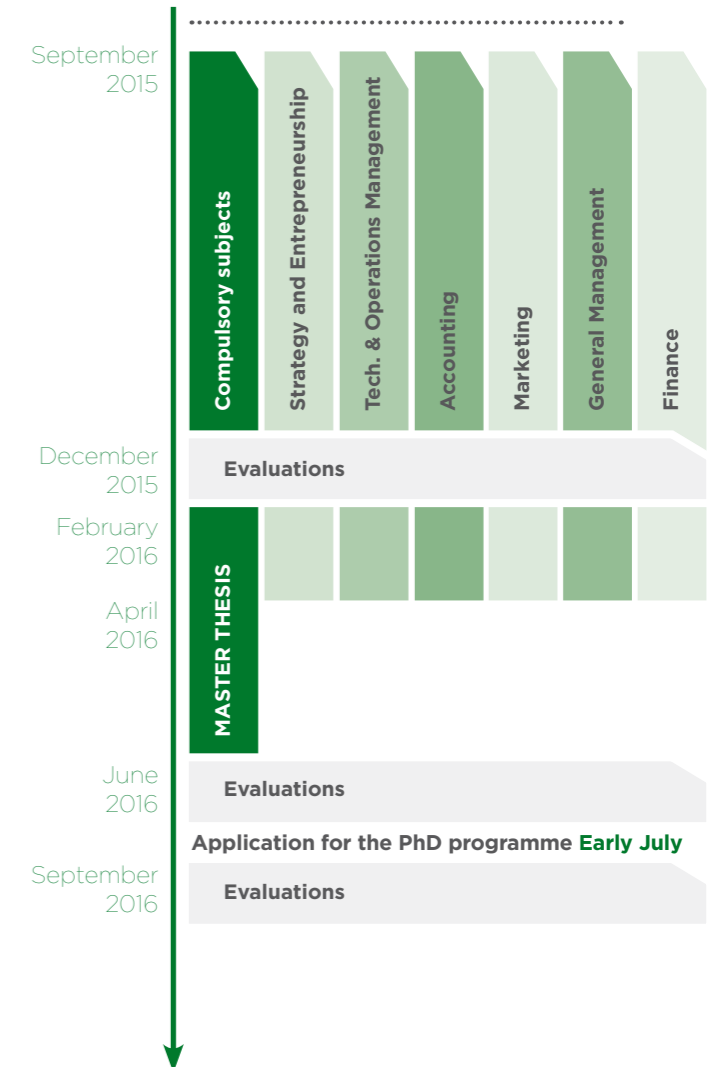 September
2015
Compulsory subjects
Strategy and Entrepreneurship
Tech. & Operations Management
Accounting
Marketing
General Management
Finance
December
2015
Evaluations
February
2016
MASTER THESIS
April
2016
June
2016
Evaluations
Application for the PhD programme Early July
September
2016
Evaluations